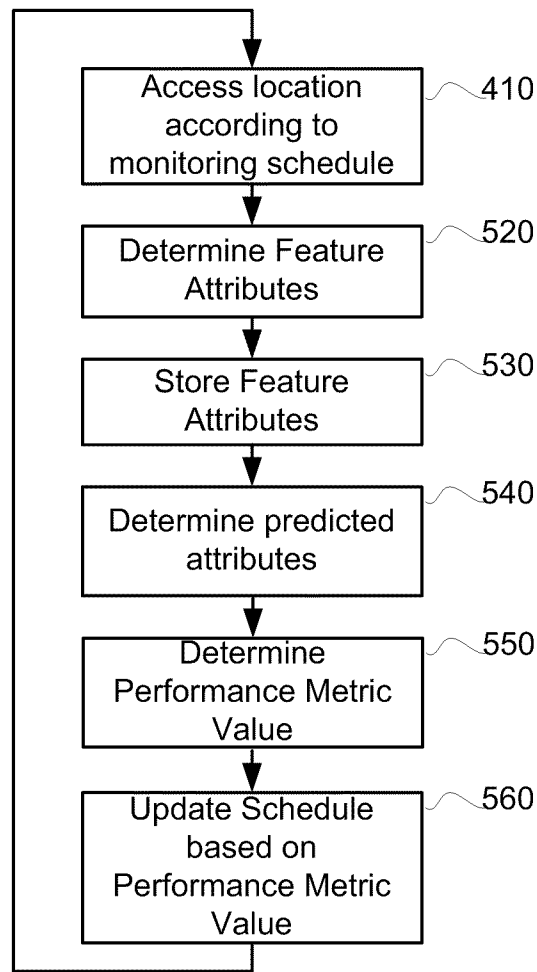 Access location
according to
monitoring schedule
410
Determine Feature
Attributes
520
Store Feature
Attributes
530
Determine predicted
attributes
540
Determine
Performance Metric
Value
550
Update Schedule
based on
Performance Metric
Value
560